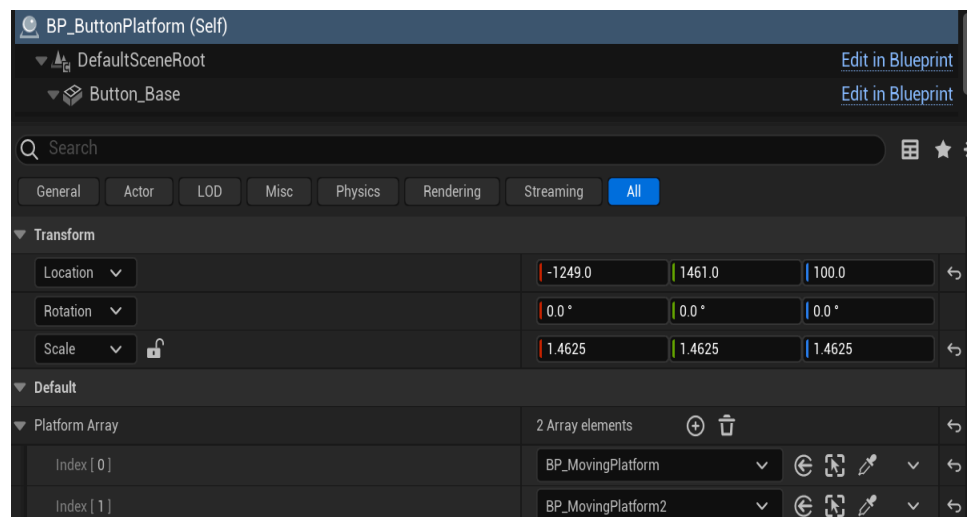 BP_ButtonPlatform (Self)
DefaultSceneRoot Edit in Blueprint
Button_Base Edit in Blueprint
Search
General Actor LOD Misc Physics Rendering Streaming All
Transform
Location -1249.0 1461.0 100.0
Rotation 0.0 ° 0.0 ° 0.0 °
Scale 1.4625 1.4625 1.4625
Default
Platform Array 2 Array elements
Index [ 0 ] BP_MovingPlatform
Index [ 1 ] BP_MovingPlatform2